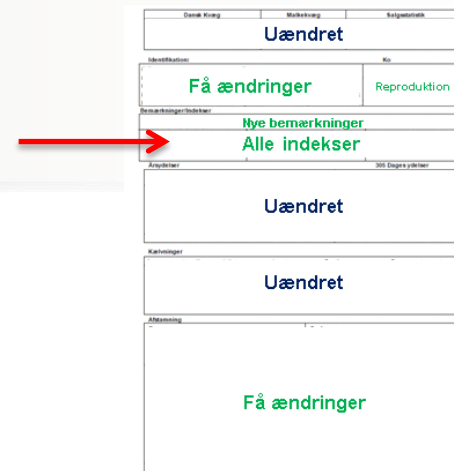 Dansk Kvæg Malkekvæg Salgsstatistik
Uændret
Identifikation: Ko
Få ændringer Reproduktion
Bemærkninger/Indekser
Nye bemærkninger
Alle indekser
Årsydelser 305 Dages ydelser
Uændret
Kælvninger
Uændret
Afstamning
Få ændringer